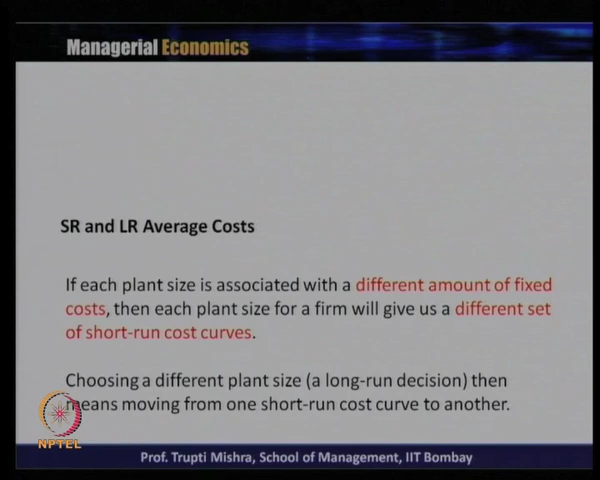 Managerial Economics
SR and LR Average Costs
If each plant size is associated with a different amount of fixed
costs, then each plant size for a firm will give us a different set
of short-run cost curves.
Choosing a different plant size (a long-run decision) then
means moving from one short-run cost curve to another.
NPTEL
Prof. Trupti Mishra, School of Management, IIT Bombay